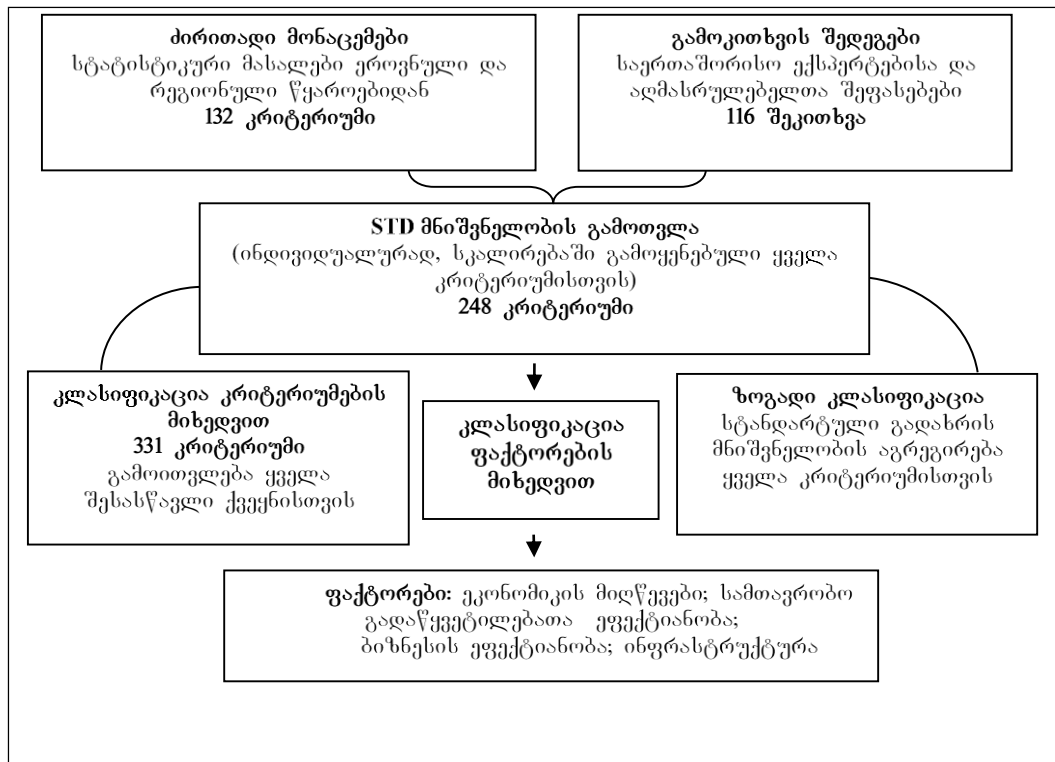 ძირითადი მონაცემები
სტატისტიკური მასალები ეროვნული და
რეგიონული წყაროებიდან
132 კრიტერიუმი
გამოკითხვის შედეგები
საერთაშორისო ექსპერტებისა და
აღმასრულებელთა შეფასებები
116 შეკითხვა
STD მნიშვნელობის გამოთვლა
(ინდივიდუალურად, სკალირებაში გამოყენებული ყველა
კრიტერიუმისთვის)
248 კრიტერიუმი
კლასიფიკაცია კრიტერიუმების
მიხედვით
331 კრიტერიუმი
გამოითვლება ყველა
შესასწავლი ქვეყნისთვის
კლასიფიკაცია
ფაქტორების
მიხედვით
ზოგადი კლასიფიკაცია
სტანდარტული გადახრის
მნიშვნელობის აგრეგირება
ყველა კრიტერიუმისთვის
ფაქტორები: ეკონომიკის მიღწევები; სამთავრობო
გადაწყვეტილებათა ეფექტიანობა;
ბიზნესის ეფექტიანობა; ინფრასტრუქტურა